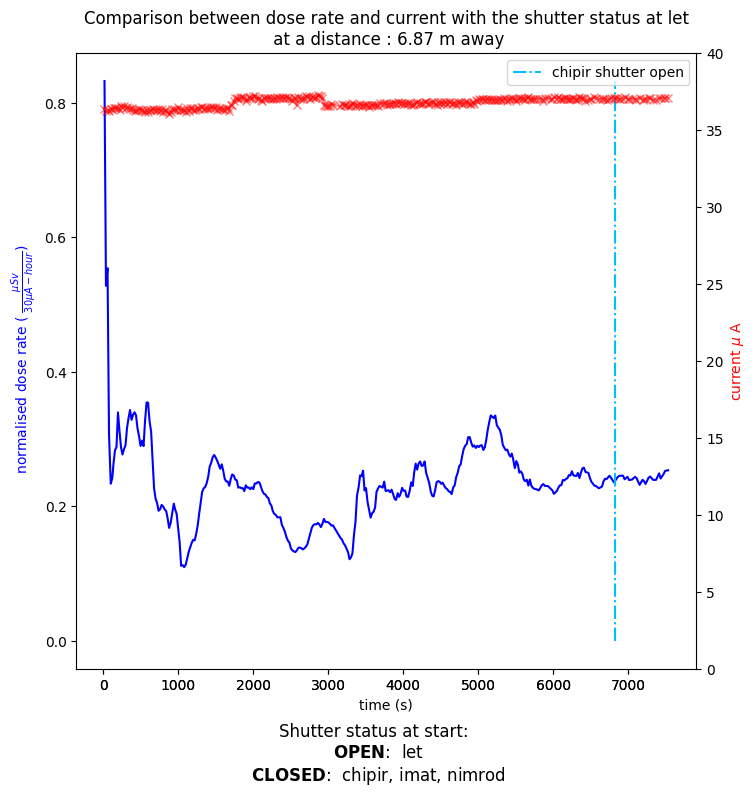 Comparison between dose rate and current with the shutter status at let
at a distance : 6.87 m away
chipir shutter open
normalised dose rate ( μSv / 30μA − hour )
0.8
0.6
0.4
0.2
0.0
40
35
30
25
20
15
10
5
0
current μ A
0 1000 2000 3000 4000 5000 6000 7000
time (s)
Shutter status at start:
OPEN: let
CLOSED: chipir, imat, nimrod